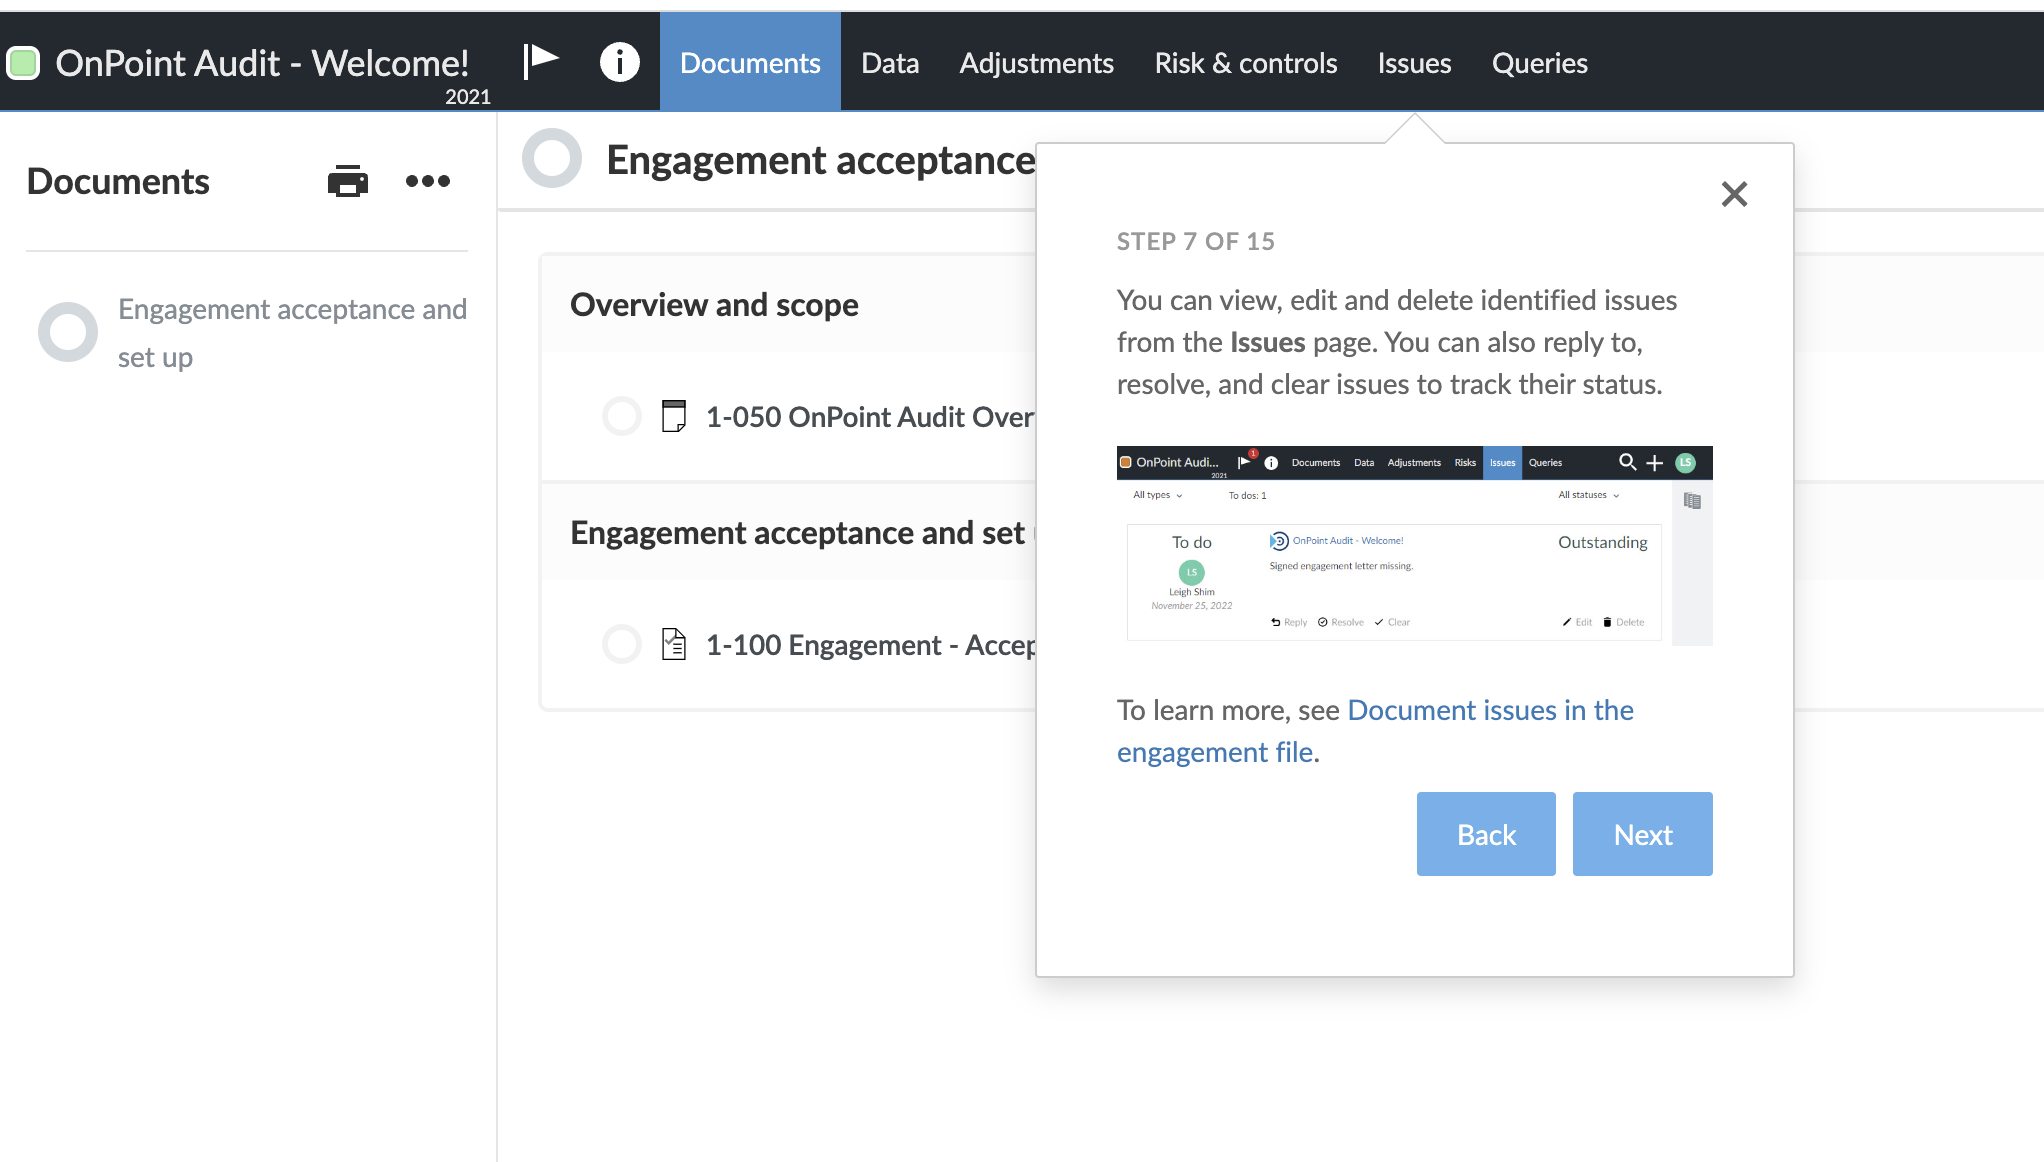 OnPoint Audit - Welcome!
2021
Documents
Data
Adjustments
Risk & controls
Issues
Queries
Documents
Engagement acceptance and
set up
Engagement acceptance
Overview and scope
1-050 OnPoint Audit Over
Engagement acceptance and set
1-100 Engagement - Accep
STEP 7 OF 15
You can view, edit and delete identified issues
from the Issues page. You can also reply to,
resolve, and clear issues to track their status.
OnPoint Audi...
2021
1
Documents
Data
Adjustments
Risks
Issues
Queries
LS
All types
To dos: 1
All statuses
To do
LS
Leigh Shim
November 25, 2022
OnPoint Audit - Welcome!
Signed engagement letter missing.
Outstanding
Reply
Resolve
Clear
Edit
Delete
To learn more, see Document issues in the
engagement file.
Back
Next